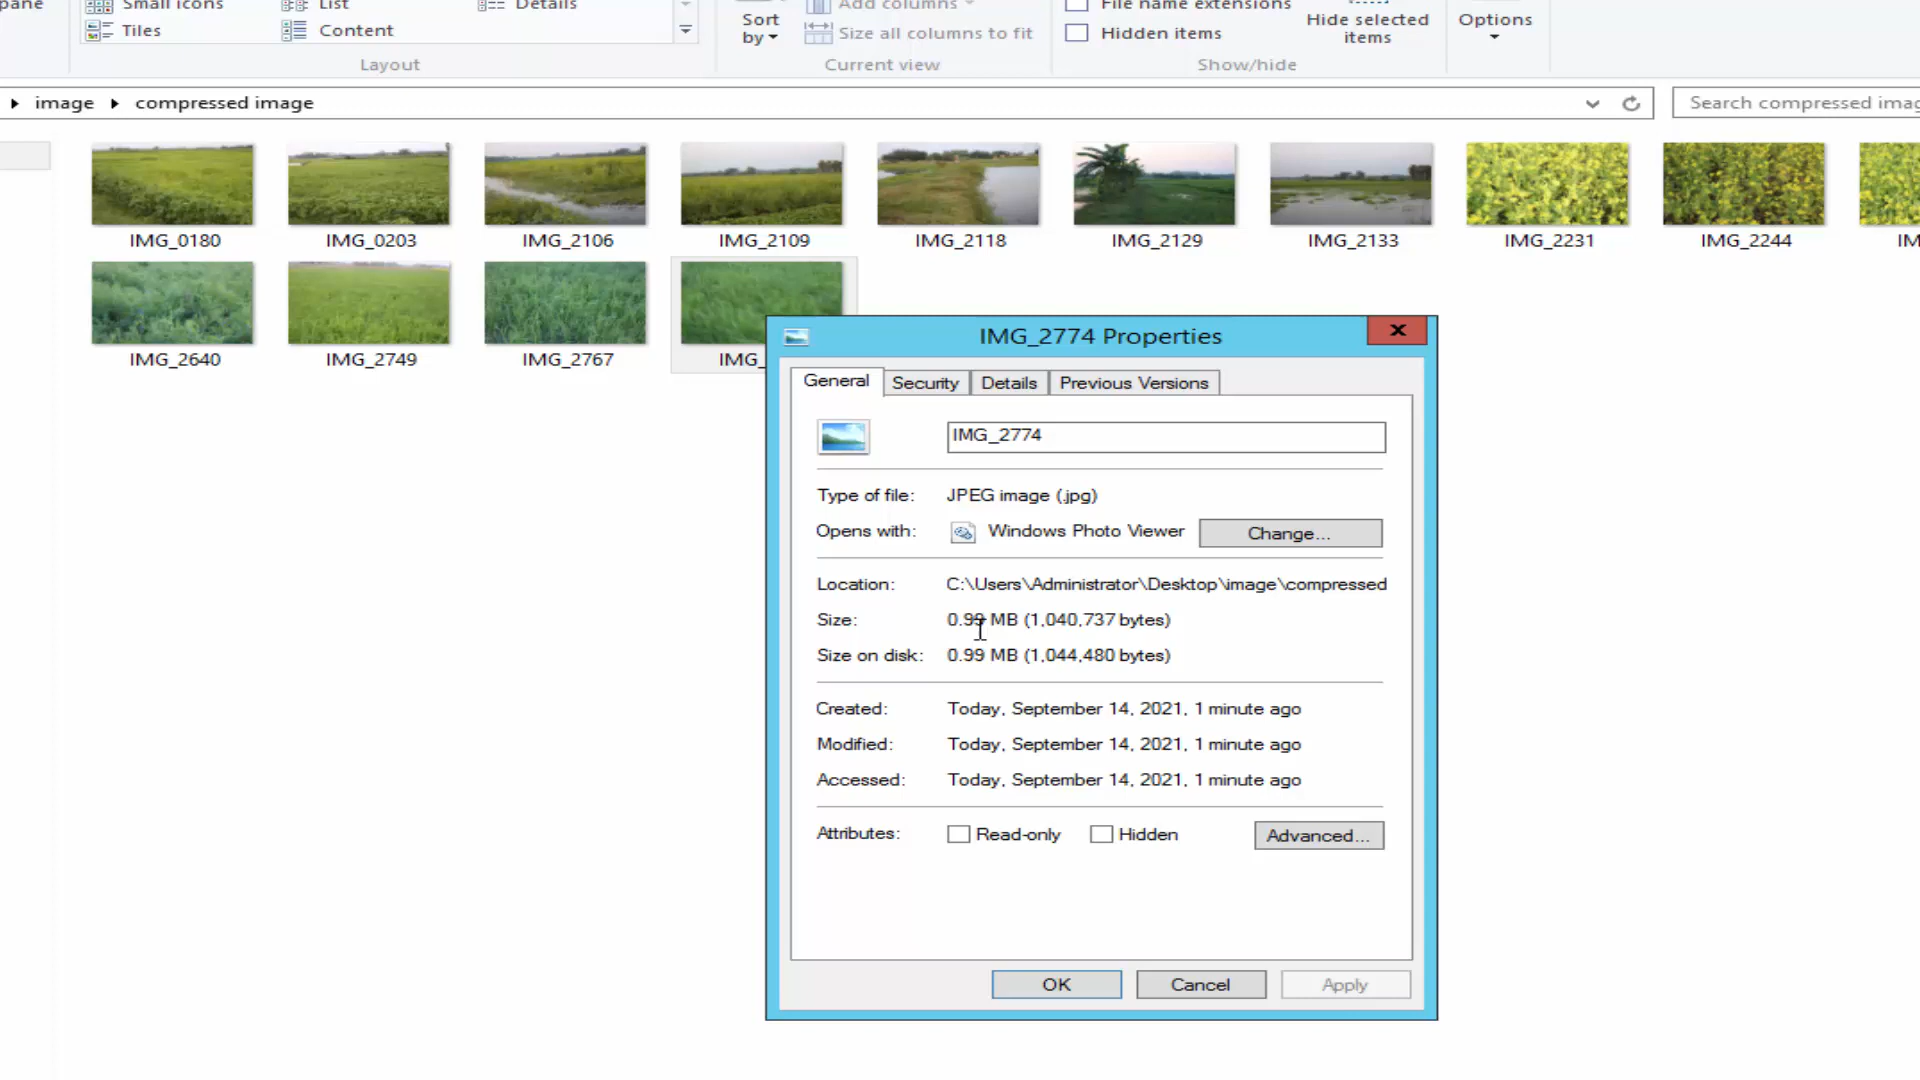 pane
Small icons
List
Details
Tiles
Content
Layout
Sort
by
Add columns
Size all columns to fit
Current view
File name extensions
Hidden items
Hide selected
items
Show/hide
Options
image
compressed image
Search compressed imag
IMG_0180
IMG_0203
IMG_2106
IMG_2109
IMG_2118
IMG_2129
IMG_2133
IMG_2231
IMG_2244
IM
IMG_2640
IMG_2749
IMG_2767
IMG_
IMG_2774 Properties
x
General
Security
Details
Previous Versions
IMG_2774
Type of file: JPEG image (.jpg)
Opens with: Windows Photo Viewer
Change...
Location: C:\Users\Administrator\Desktop\image\compressed
Size: 0.99 MB (1,040,737 bytes)
Size on disk: 0.99 MB (1,044,480 bytes)
Created: Today, September 14, 2021, 1 minute ago
Modified: Today, September 14, 2021, 1 minute ago
Accessed: Today, September 14, 2021, 1 minute ago
Attributes: Read-only Hidden
Advanced...
OK
Cancel
Apply